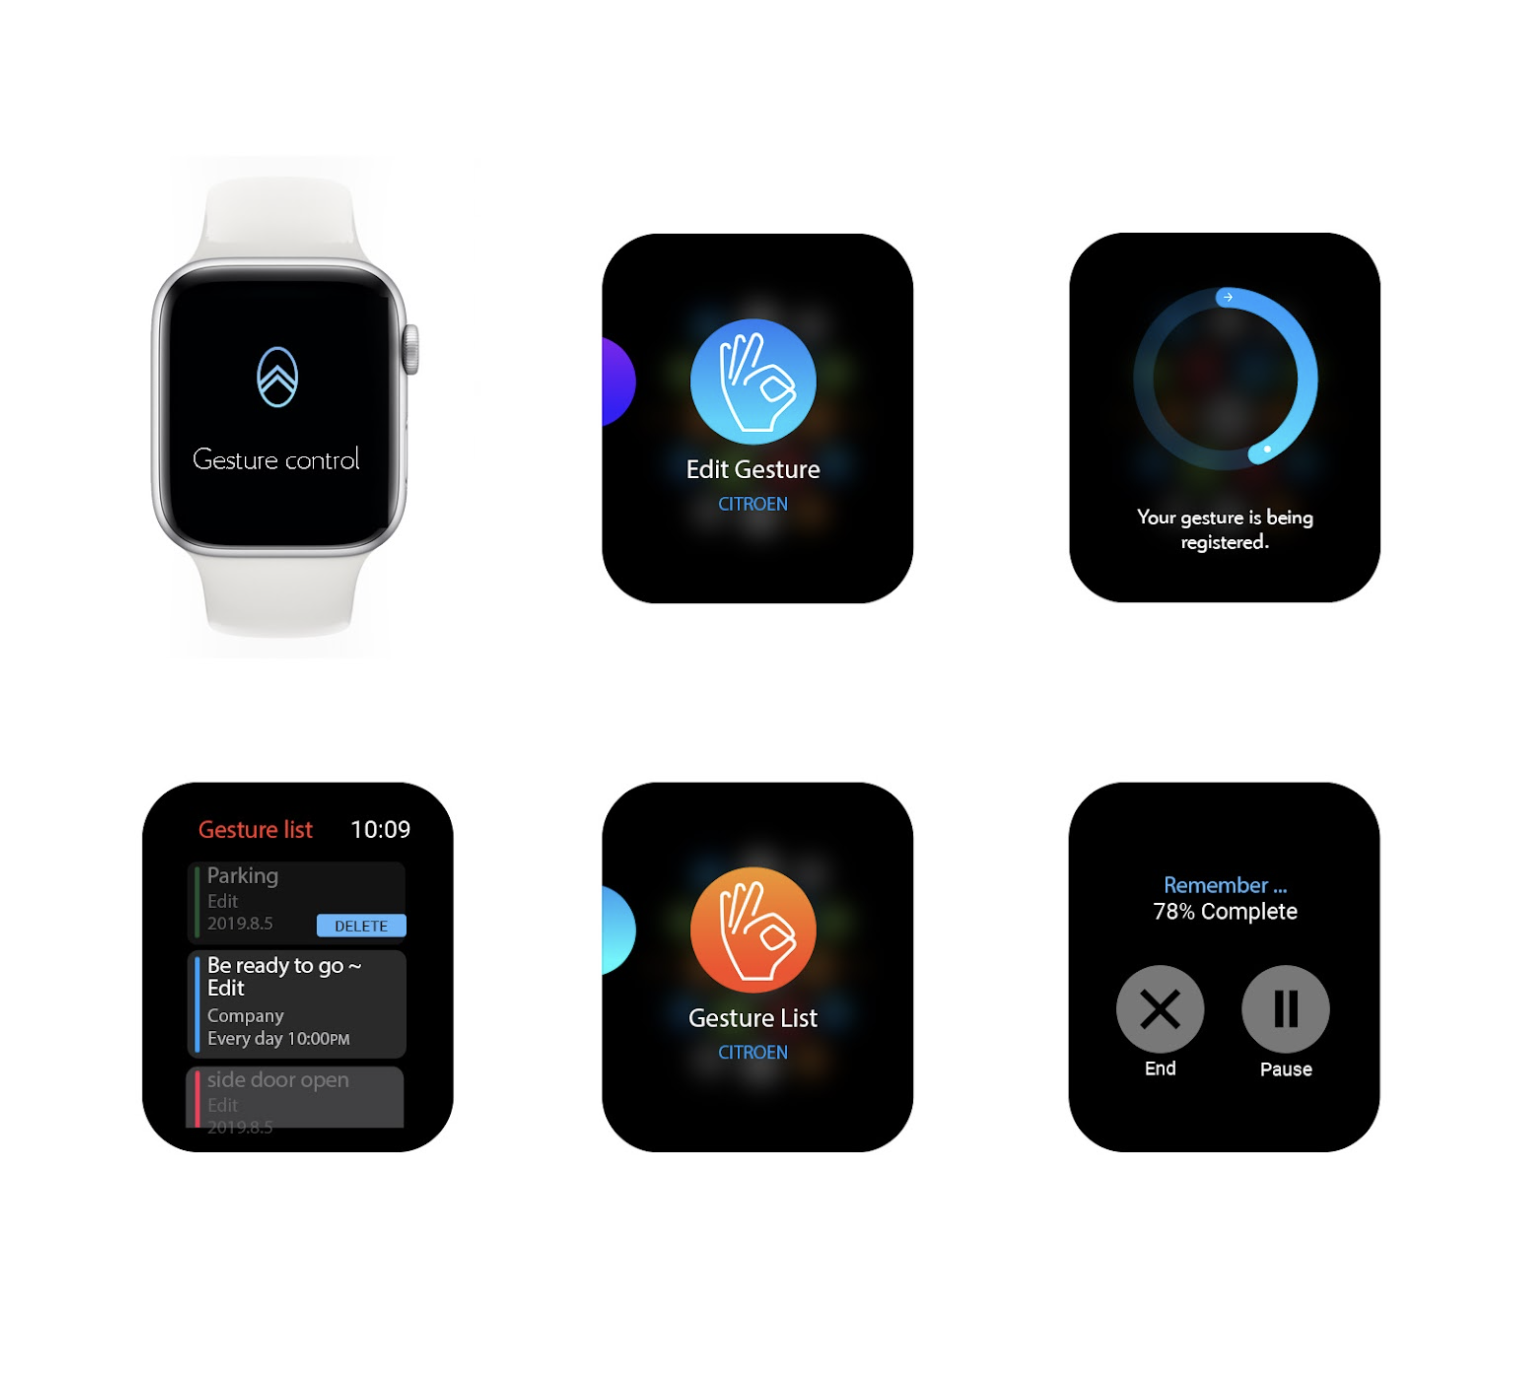 Gesture control
Edit Gesture
CITROEN
Your gesture is being
registered.
Gesture list 10:09
Parking
Edit
2019.8.5
DELETE
Be ready to go ~
Edit
Company
Every day 10:00PM
side door open
Edit
2019.8.5
Gesture List
CITROEN
Remember ...
78% Complete
End
Pause